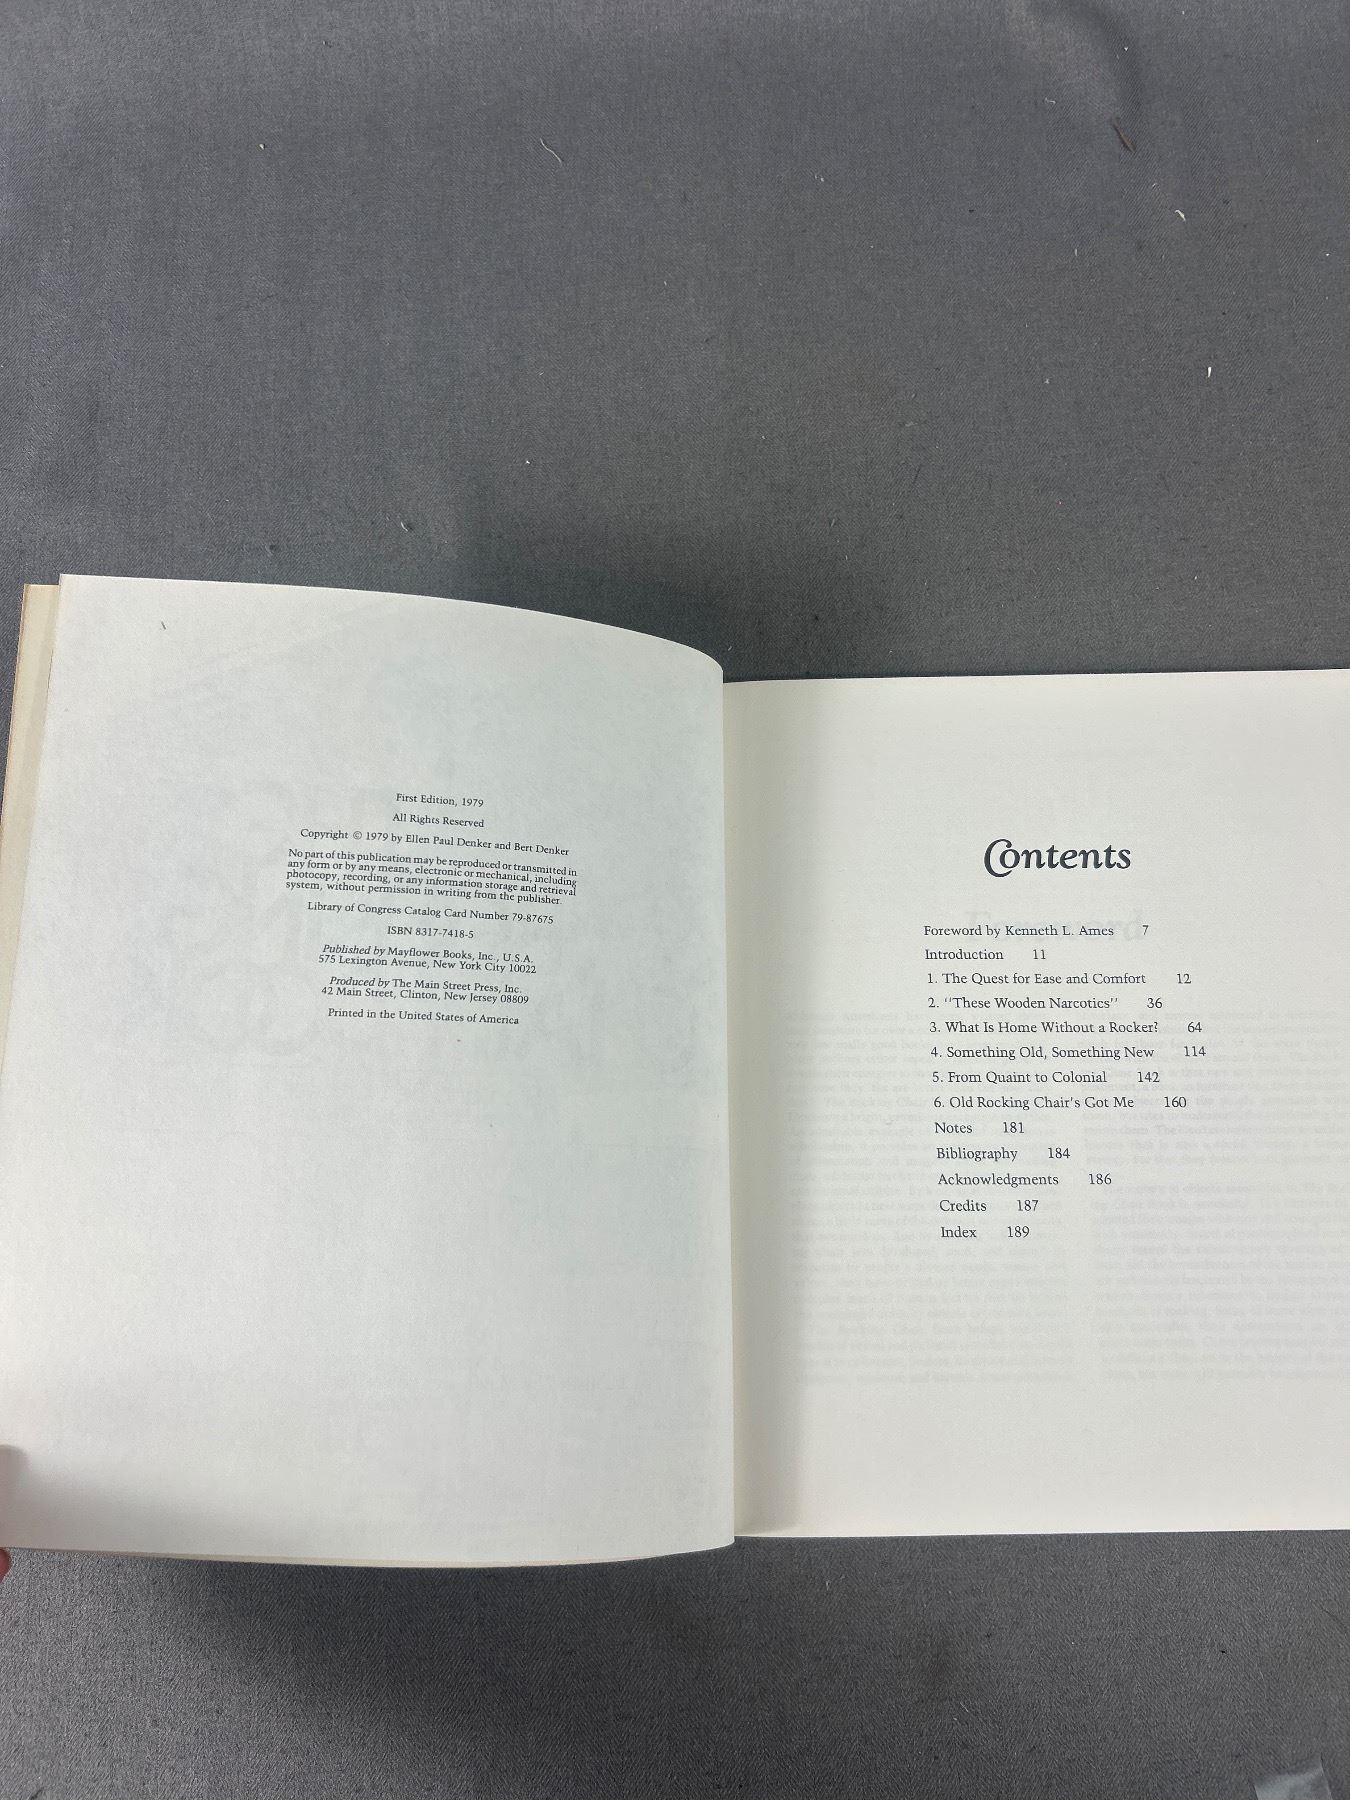 First Edition, 1979
All Rights Reserved
Copyright © 1979 by Ellen Paul Denker and Bert Denker
No part of this publication may be reproduced or transmitted in
any form or by any means, electronic or mechanical, including
photocopy, recording, or any information storage and retrieval
system, without permission in writing from the publisher.
Library of Congress Catalog Card Number 79-87675
ISBN 8317-7418-5
Published by Mayflower Books, Inc., U.S.A.
575 Lexington Avenue, New York City 10022
Produced by The Main Street Press, Inc.
42 Main Street, Clinton, New Jersey 08809
Printed in the United States of America
Contents
Foreword by Kenneth L. Ames 7
Introduction 11
1. The Quest for Ease and Comfort 12
2. "These Wooden Narcotics" 36
3. What Is Home Without a Rocker? 64
4. Something Old, Something New 114
5. From Quaint to Colonial 142
6. Old Rocking Chair's Got Me 160
Notes 181
Bibliography 184
Acknowledgments 186
Credits 187
Index 189